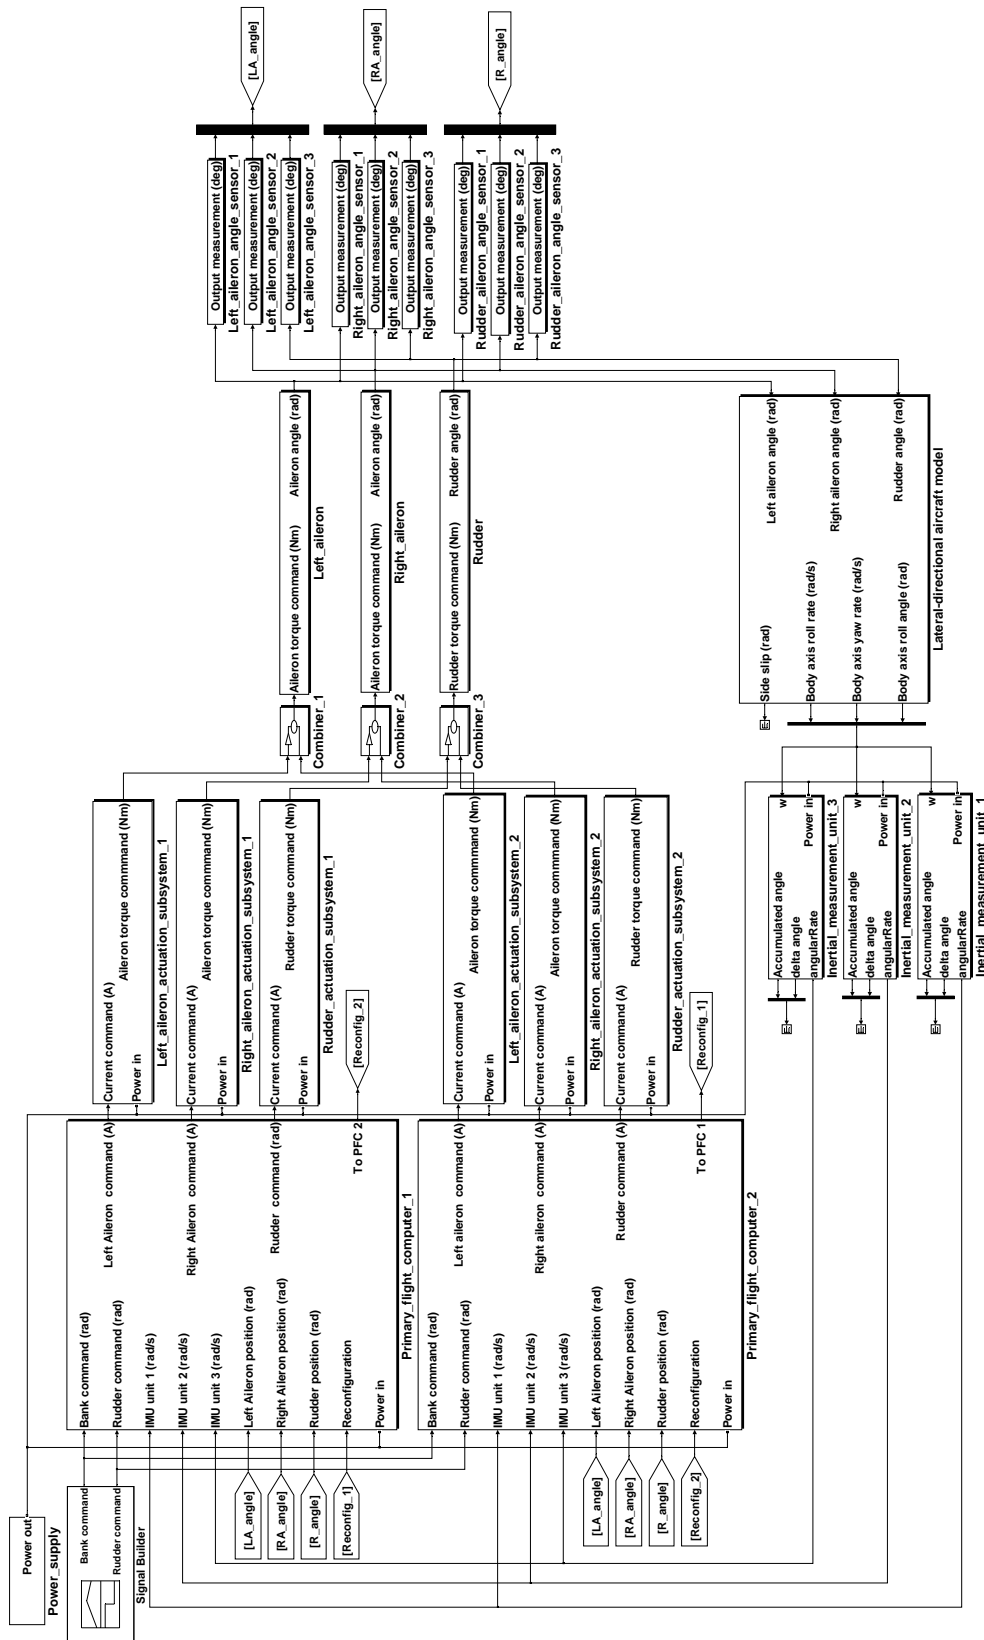 Power out
Power_supply
Bank command
Rudder command
Signal Builder
Bank command (rad)
Rudder command (rad)
IMU unit 1 (rad/s)
IMU unit 2 (rad/s)
IMU unit 3 (rad/s)
Left Aileron position (rad)
Right Aileron position (rad)
Rudder position (rad)
Reconfiguration
Power in
Left Aileron  command (A)
Right Aileron command (A)
Rudder  command (rad)
To PFC 2
Primary_flight_computer_1
[LA_angle]
[RA_angle]
[R_angle]
[Reconfig_1]
[Reconfig_2]
Bank command (rad)
Rudder command (rad)
IMU unit 1 (rad/s)
IMU unit 2 (rad/s)
IMU unit 3 (rad/s)
Left Aileron position (rad)
Right Aileron position (rad)
Rudder position (rad)
Reconfiguration
Power in
Left aileron command (A)
Right aileron command (A)
Rudder command (A)
To PFC 1
Primary_flight_computer_2
[LA_angle]
[RA_angle]
[R_angle]
[Reconfig_2]
[Reconfig_1]
Current command (A)
Power in
Aileron torque command (Nm)
Left_aileron_actuation_subsystem_1
Current command (A)
Power in
Aileron torque command (Nm)
Right_aileron_actuation_subsystem_1
Current command (A)
Power in
Rudder torque command (Nm)
Rudder_actuation_subsystem_1
Current command (A)
Power in
Aileron torque command (Nm)
Left_aileron_actuation_subsystem_2
Current command (A)
Power in
Aileron torque command (Nm)
Right_aileron_actuation_subsystem_2
Current command (A)
Power in
Rudder torque command (Nm)
Rudder_actuation_subsystem_2
Combiner_1
Combiner_2
Combiner_3
Aileron torque command (Nm)
Aileron angle (rad)
Left_aileron
Aileron torque command (Nm)
Aileron angle (rad)
Right_aileron
Rudder torque command (Nm)
Rudder angle (rad)
Rudder
Output measurement (deg)
Left_aileron_angle_sensor_1
Output measurement (deg)
Left_aileron_angle_sensor_2
Output measurement (deg)
Left_aileron_angle_sensor_3
Output measurement (deg)
Right_aileron_angle_sensor_1
Output measurement (deg)
Right_aileron_angle_sensor_2
Output measurement (deg)
Right_aileron_angle_sensor_3
Output measurement (deg)
Rudder_aileron_angle_sensor_1
Output measurement (deg)
Rudder_aileron_angle_sensor_2
Output measurement (deg)
Rudder_aileron_angle_sensor_3
[LA_angle]
[RA_angle]
[R_angle]
Side slip (rad)
Body axis roll rate (rad/s)
Body axis yaw rate (rad/s)
Body axis roll angle (rad)
Left aileron angle (rad)
Right aileron angle (rad)
Rudder angle (rad)
Lateral-directional aircraft model
Accumulated angle
delta angle
angularRate
w
Power in
Inertial_measurement_unit_3
Accumulated angle
delta angle
angularRate
w
Power in
Inertial_measurement_unit_2
Accumulated angle
delta angle
angularRate
w
Power in
Inertial_measurement_unit_1